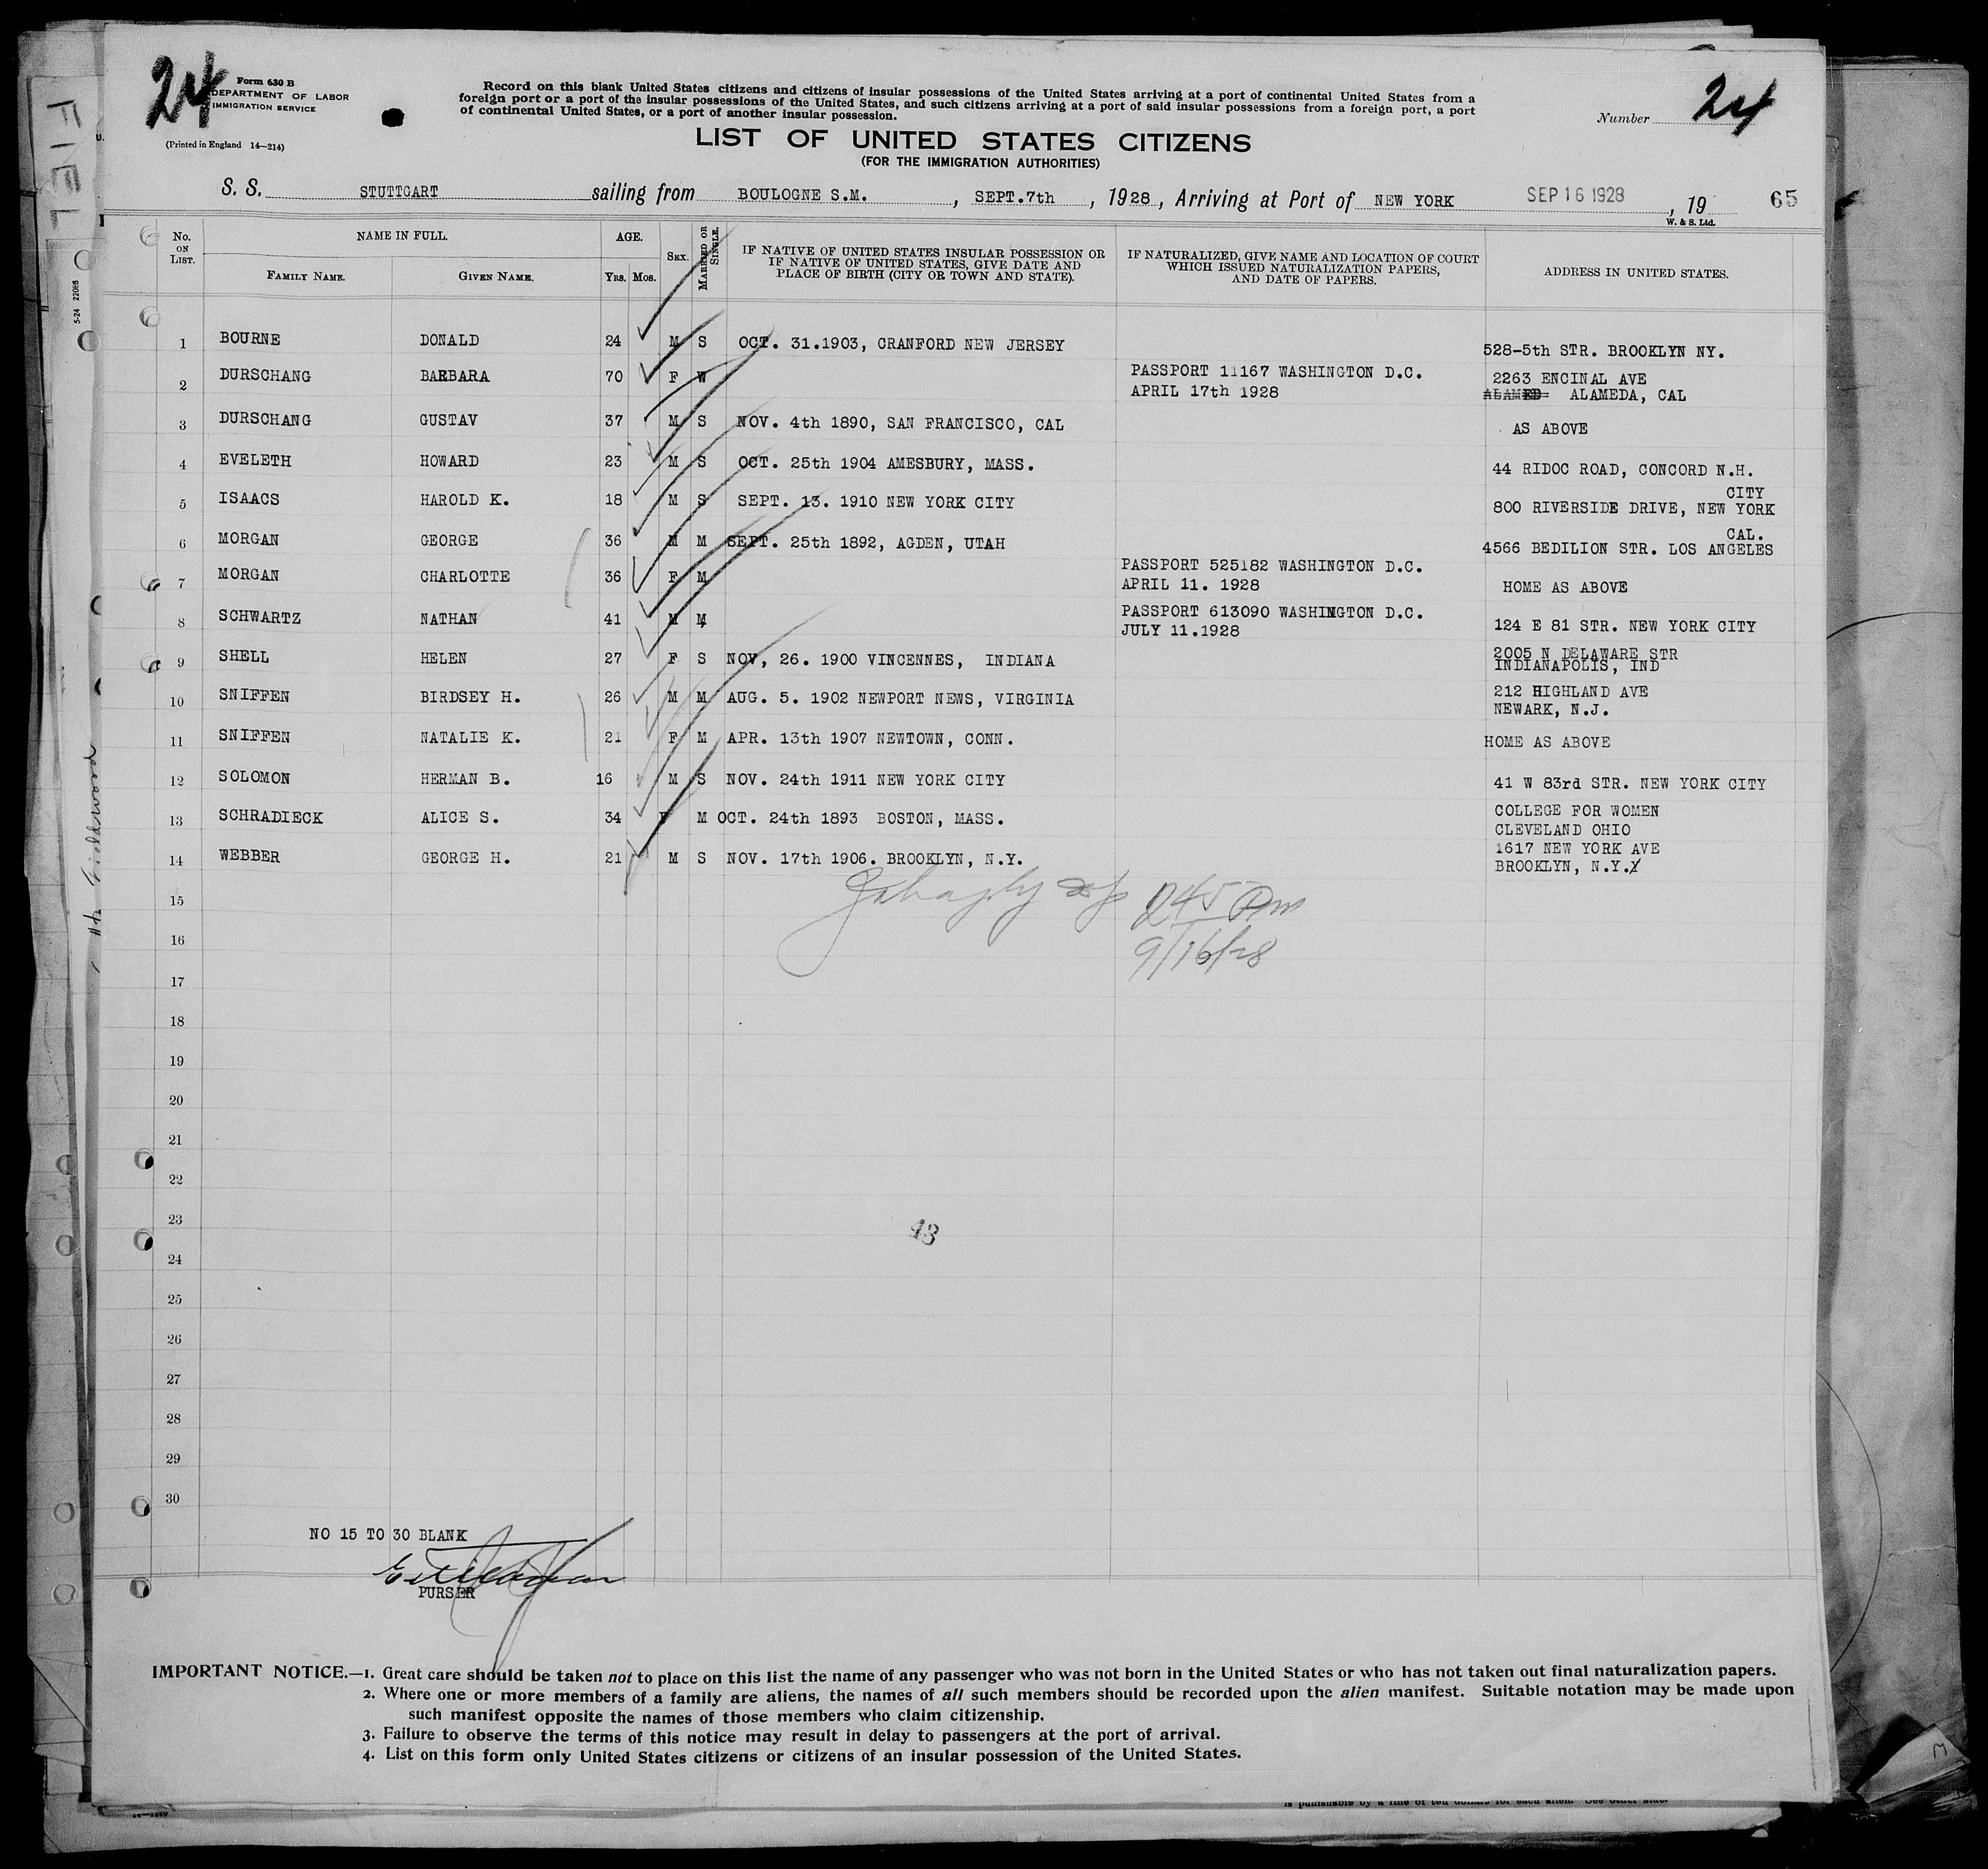 24
Form 630 B
DEPARTMENT OF LABOR
IMMIGRATION SERVICE
(Printed in England 14—214)
Record on this blank United States citizens and citizens of insular possessions of the United States arriving at a port of continental United States from a
foreign port or a port of the insular possessions of the United States, and such citizens arriving at a port of said insular possessions from a foreign port, a port
of continental United States, or a port of another insular possession.
Number 24
LIST OF UNITED STATES CITIZENS
(FOR THE IMMIGRATION AUTHORITIES)
S. S. STUTTGART sailing from BOULOGNE S.M. , SEPT.7th , 1928, Arriving at Port of NEW YORK SEP 16 1928 , 19 65
W. & S. Ltd.
No. ON LIST. NAME IN FULL. AGE. SEX. MARRIED OR SINGLE. IF NATIVE OF UNITED STATES INSULAR POSSESSION OR IF NATIVE OF UNITED STATES, GIVE DATE AND PLACE OF BIRTH (CITY OR TOWN AND STATE). IF NATURALIZED, GIVE NAME AND LOCATION OF COURT WHICH ISSUED NATURALIZATION PAPERS, AND DATE OF PAPERS. ADDRESS IN UNITED STATES.
FAMILY NAME. GIVEN NAME. YRS. MOS.
1 BOURNE DONALD 24 M S OCT. 31.1903, CRANFORD NEW JERSEY 528-5th STR. BROOKLYN NY.
2 DURSCHANG BARBARA 70 F W PASSPORT 11167 WASHINGTON D.C. 2263 ENCINAL AVE
APRIL 17th 1928 ALAMED ALAMEDA, CAL
3 DURSCHANG GUSTAV 37 M S NOV. 4th 1890, SAN FRANCISCO, CAL AS ABOVE
4 EVELETH HOWARD 23 M S OCT. 25th 1904 AMESBURY, MASS. 44 RIDOC ROAD, CONCORD N.H.
CITY
5 ISAACS HAROLD K. 18 M S SEPT. 13. 1910 NEW YORK CITY 800 RIVERSIDE DRIVE, NEW YORK
CAL.
6 MORGAN GEORGE 36 M M SEPT. 25th 1892, AGDEN, UTAH 4566 BEDILION STR. LOS ANGELES
7 MORGAN CHARLOTTE 36 F M PASSPORT 525182 WASHINGTON D.C.
APRIL 11. 1928 HOME AS ABOVE
8 SCHWARTZ NATHAN 41 M M PASSPORT 613090 WASHINGTON D.C.
JULY 11.1928 124 E 81 STR. NEW YORK CITY
9 SHELL HELEN 27 F S NOV, 26. 1900 VINCENNES, INDIANA 2005 N DELAWARE STR
INDIANAPOLIS, IND
10 SNIFFEN BIRDSEY H. 26 M M AUG. 5. 1902 NEWPORT NEWS, VIRGINIA 212 HIGHLAND AVE
NEWARK, N.J.
11 SNIFFEN NATALIE K. 21 F M APR. 13th 1907 NEWTOWN, CONN. HOME AS ABOVE
12 SOLOMON HERMAN B. 16 M S NOV. 24th 1911 NEW YORK CITY 41 W 83rd STR. NEW YORK CITY
13 SCHRADIECK ALICE S. 34 F M OCT. 24th 1893 BOSTON, MASS. COLLEGE FOR WOMEN
CLEVELAND OHIO
14 WEBBER GEORGE H. 21 M S NOV. 17th 1906. BROOKLYN, N.Y. 1617 NEW YORK AVE
BROOKLYN, N.Y.
15
245 Pm
16
9/16/28
17
18
19
20
21
22
23
43
24
25
26
27
28
29
30
NO 15 TO 30 BLANK
PURSER
IMPORTANT NOTICE.—1. Great care should be taken not to place on this list the name of any passenger who was not born in the United States or who has not taken out final naturalization papers.
2. Where one or more members of a family are aliens, the names of all such members should be recorded upon the alien manifest. Suitable notation may be made upon
such manifest opposite the names of those members who claim citizenship.
3. Failure to observe the terms of this notice may result in delay to passengers at the port of arrival.
4. List on this form only United States citizens or citizens of an insular possession of the United States.